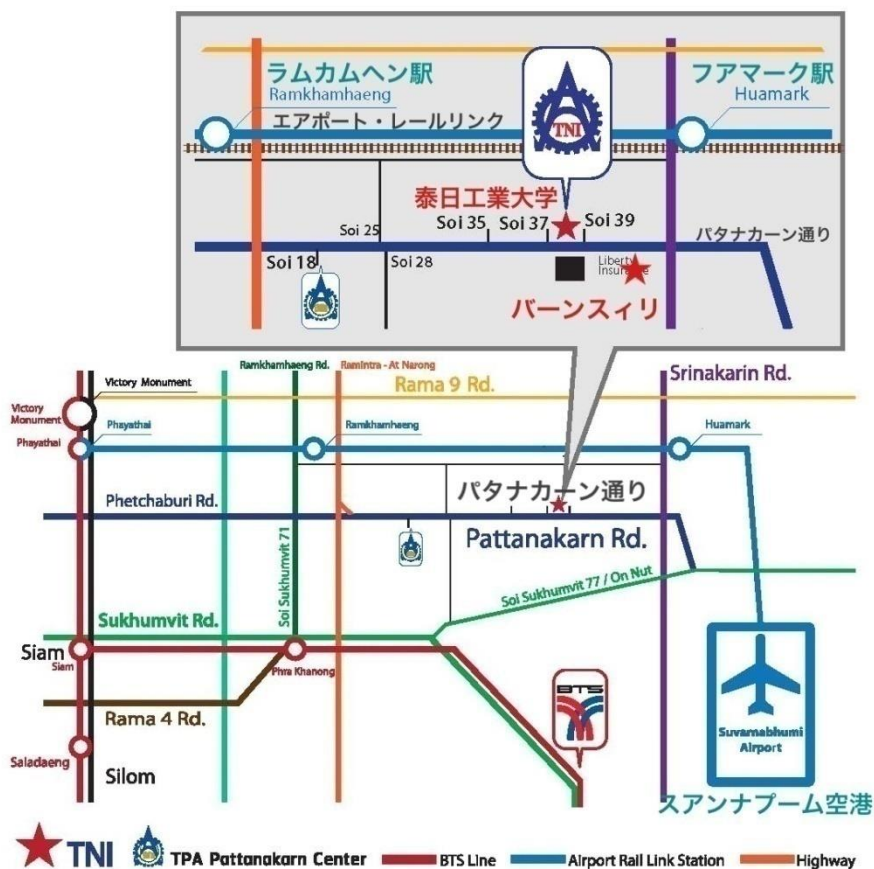 ラムカムヘン駅
Ramkhamhaeng
エアポート・レールリンク
TNI
フアマーク駅
Huamark
泰日工業大学
Soi 25
Soi 35
Soi 37
Soi 39
パタナカーン通り
Soi 18
Soi 28
Liberty
Insurance
バーンスィリ
Ramkhamhaeng Rd.
Ramintra - At Narong
Rama 9 Rd.
Srinakarin Rd.
Victory Monument
Victory
Monument
Phayathai
Phayathai
Ramkhamhaeng
Huamark
パタナカーン通り
Phetchaburi Rd.
Pattanakarn Rd.
Soi Sukhumvit 71
Soi Sukhumvit 77 / On Nut
Sukhumvit Rd.
Siam
Siam
Phra Khanong
BTS
Rama 4 Rd.
Saladaeng
Silom
Suvarnabhumi
Airport
スアンナプーム空港
TNI
TPA Pattanakarn Center
BTS Line
Airport Rail Link Station
Highway